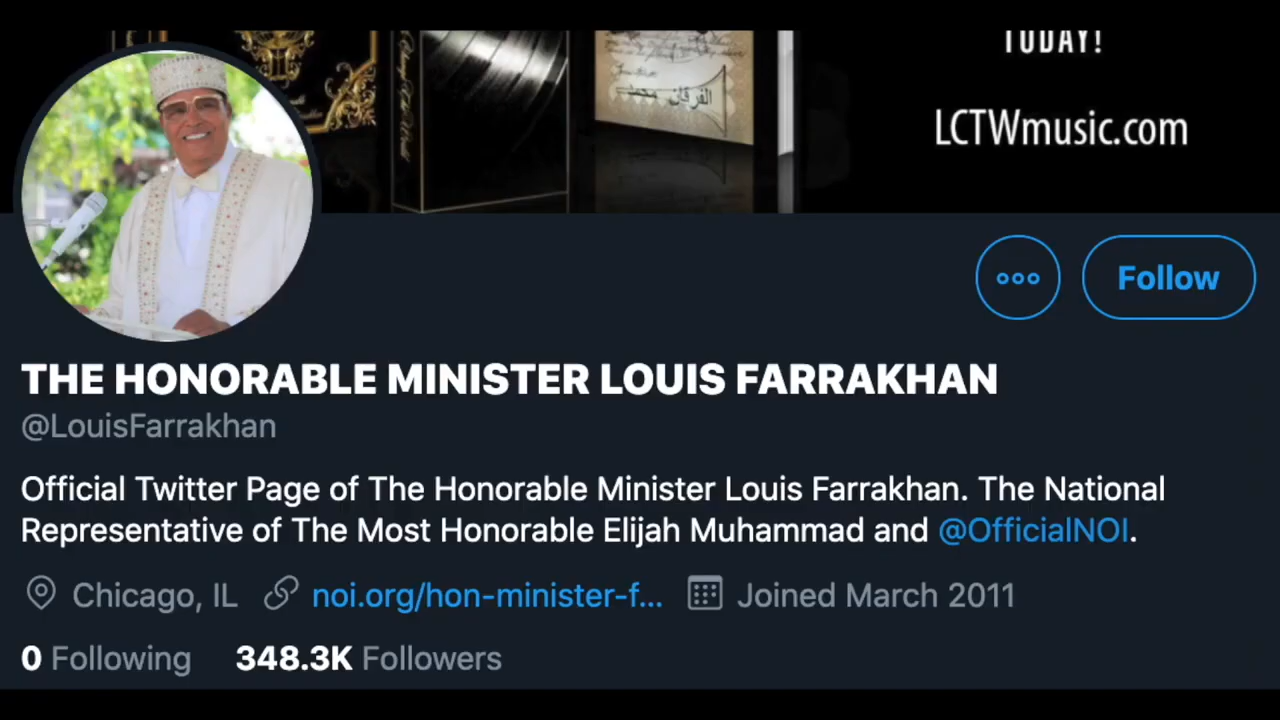 TODAY!
LCTWmusic.com
الفرقان محمد
Follow
THE HONORABLE MINISTER LOUIS FARRAKHAN
@LouisFarrakhan
Official Twitter Page of The Honorable Minister Louis Farrakhan. The National
Representative of The Most Honorable Elijah Muhammad and @OfficialNOI.
Chicago, IL noi.org/hon-minister-f... Joined March 2011
0 Following 348.3K Followers